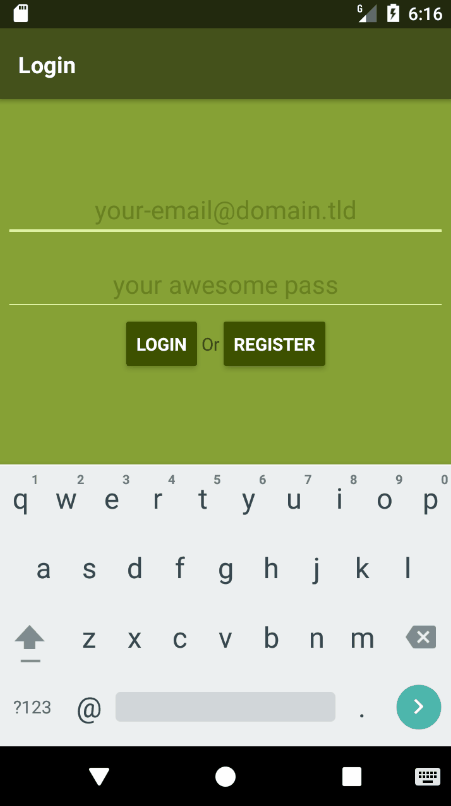 G 6:16
Login
your-email@domain.tld
your awesome pass
LOGIN Or REGISTER
1 2 3 4 5 6 7 8 9 0
q w e r t y u i o p
a s d f g h j k l
z x c v b n m
?123 @ .